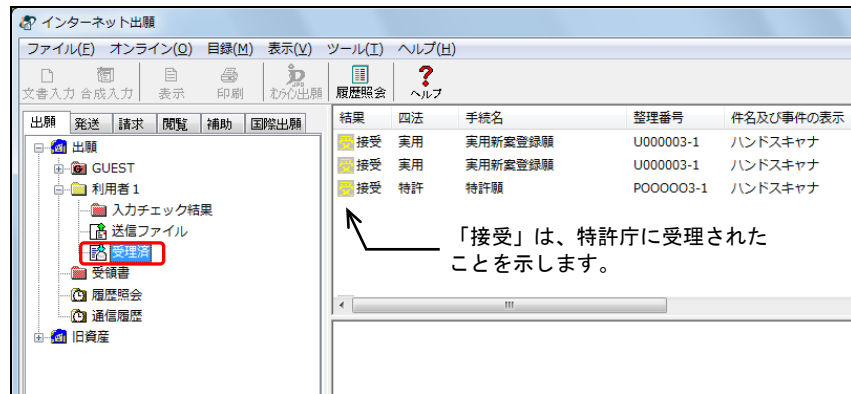 インターネット出願
ファイル(F) オンライン(O) 目録(M) 表示(V) ツール(T) ヘルプ(H)
文書入力 合成入力 表示 印刷 オンライン出願 履歴照会 ヘルプ
出願 発送 請求 閲覧 補助 国際出願
出願
GUEST
利用者1
入力チェック結果
送信ファイル
受理済
受領書
履歴照会
通信履歴
旧資産
結果 四法 手続名 整理番号 件名及び事件の表示
接受 実用 実用新案登録願 U000003-1 ハンドスキャナ
接受 実用 実用新案登録願 U000003-1 ハンドスキャナ
接受 特許 特許願 POOOOO3-1 ハンドスキャナ
「接受」は、特許庁に受理された
ことを示します。